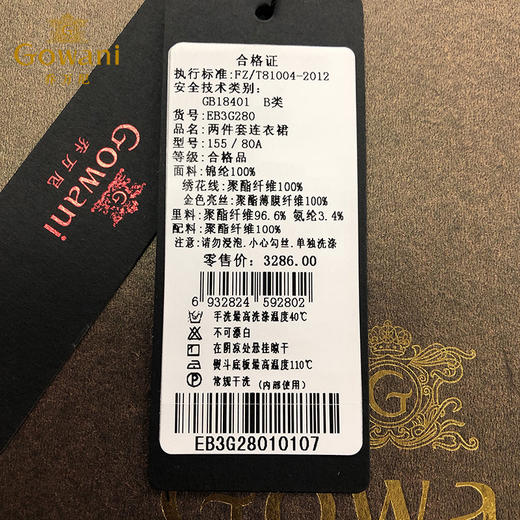 Gowani
乔万尼
Gowani
合格证
执行标准:FZ/T81004-2012
安全技术类别:
GB18401 B类
货号:EB3G280
品名:两件套连衣裙
型号:155/80A
等级:合格品
面料:锦纶100%
绣花线:聚酯纤维100%
金色亮丝:聚酯薄膜纤维100%
里料:聚酯纤维96.6% 氨纶3.4%
配料:聚酯纤维100%
注意:请勿浸泡.小心勾丝.单独洗涤
零售价:3286.00
6 932824 592802
手洗最高洗涤温度40℃
不可漂白
在阴凉处悬挂晾干
熨斗底板最高温度110℃
常规干洗 (内部使用)
EB3G28010107
G
Gowa